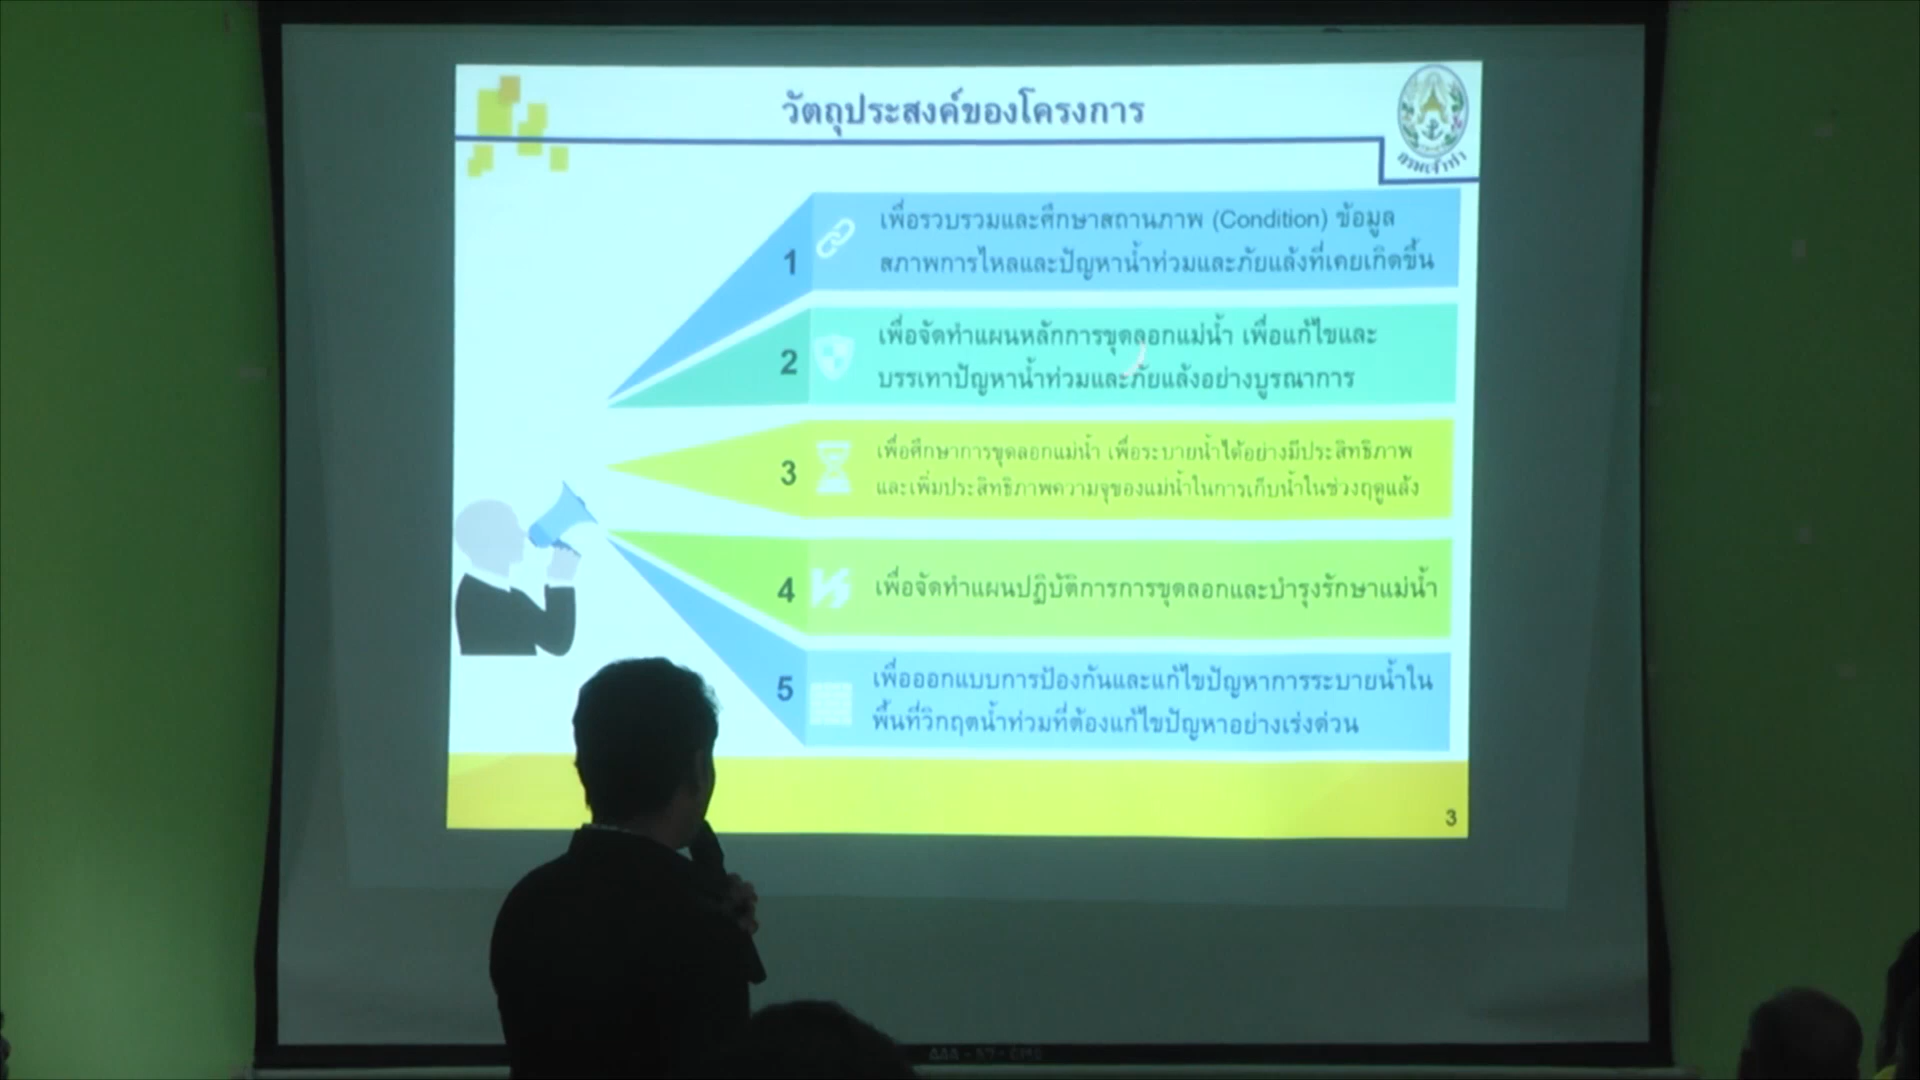 วัตถุประสงค์ของโครงการ
กรมเจ้าท่า
1
เพื่อรวบรวมและศึกษาสถานภาพ (Condition) ข้อมูล
สภาพการไหลและปัญหาน้ำท่วมและภัยแล้งที่เคยเกิดขึ้น
2
เพื่อจัดทำแผนหลักการขุดลอกแม่น้ำ เพื่อแก้ไขและ
บรรเทาปัญหาน้ำท่วมและภัยแล้งอย่างบูรณาการ
3
เพื่อศึกษาการขุดลอกแม่น้ำ เพื่อระบายน้ำได้อย่างมีประสิทธิภาพ
และเพิ่มประสิทธิภาพความจุของแม่น้ำในการเก็บน้ำในช่วงฤดูแล้ง
4
เพื่อจัดทำแผนปฏิบัติการการขุดลอกและบำรุงรักษาแม่น้ำ
5
เพื่อออกแบบการป้องกันและแก้ไขปัญหาการระบายน้ำใน
พื้นที่วิกฤตน้ำท่วมที่ต้องแก้ไขปัญหาอย่างเร่งด่วน
3